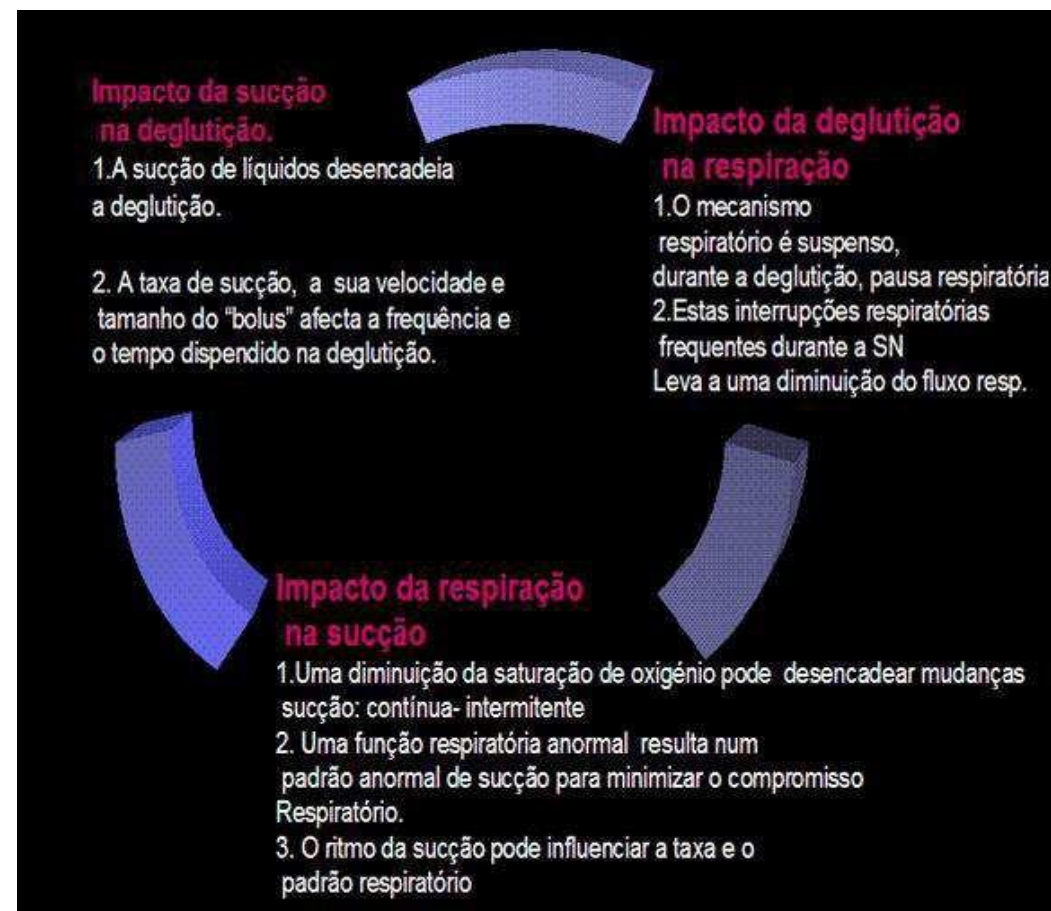 Impacto da sucção
na deglutição.
1.A sucção de líquidos desencadeia
a deglutição.
2. A taxa de sucção, a sua velocidade e
tamanho do “bolus” afecta a frequência e
o tempo dispendido na deglutição.
Impacto da deglutição
na respiração
1.O mecanismo
respiratório é suspenso,
durante a deglutição, pausa respiratória
2.Estas interrupções respiratórias
frequentes durante a SN
Leva a uma diminuição do fluxo resp.
Impacto da respiração
na sucção
1.Uma diminuição da saturação de oxigénio pode desencadear mudanças
sucção: contínua- intermitente
2. Uma função respiratória anormal resulta num
padrão anormal de sucção para minimizar o compromisso
Respiratório.
3. O ritmo da sucção pode influenciar a taxa e o
padrão respiratório